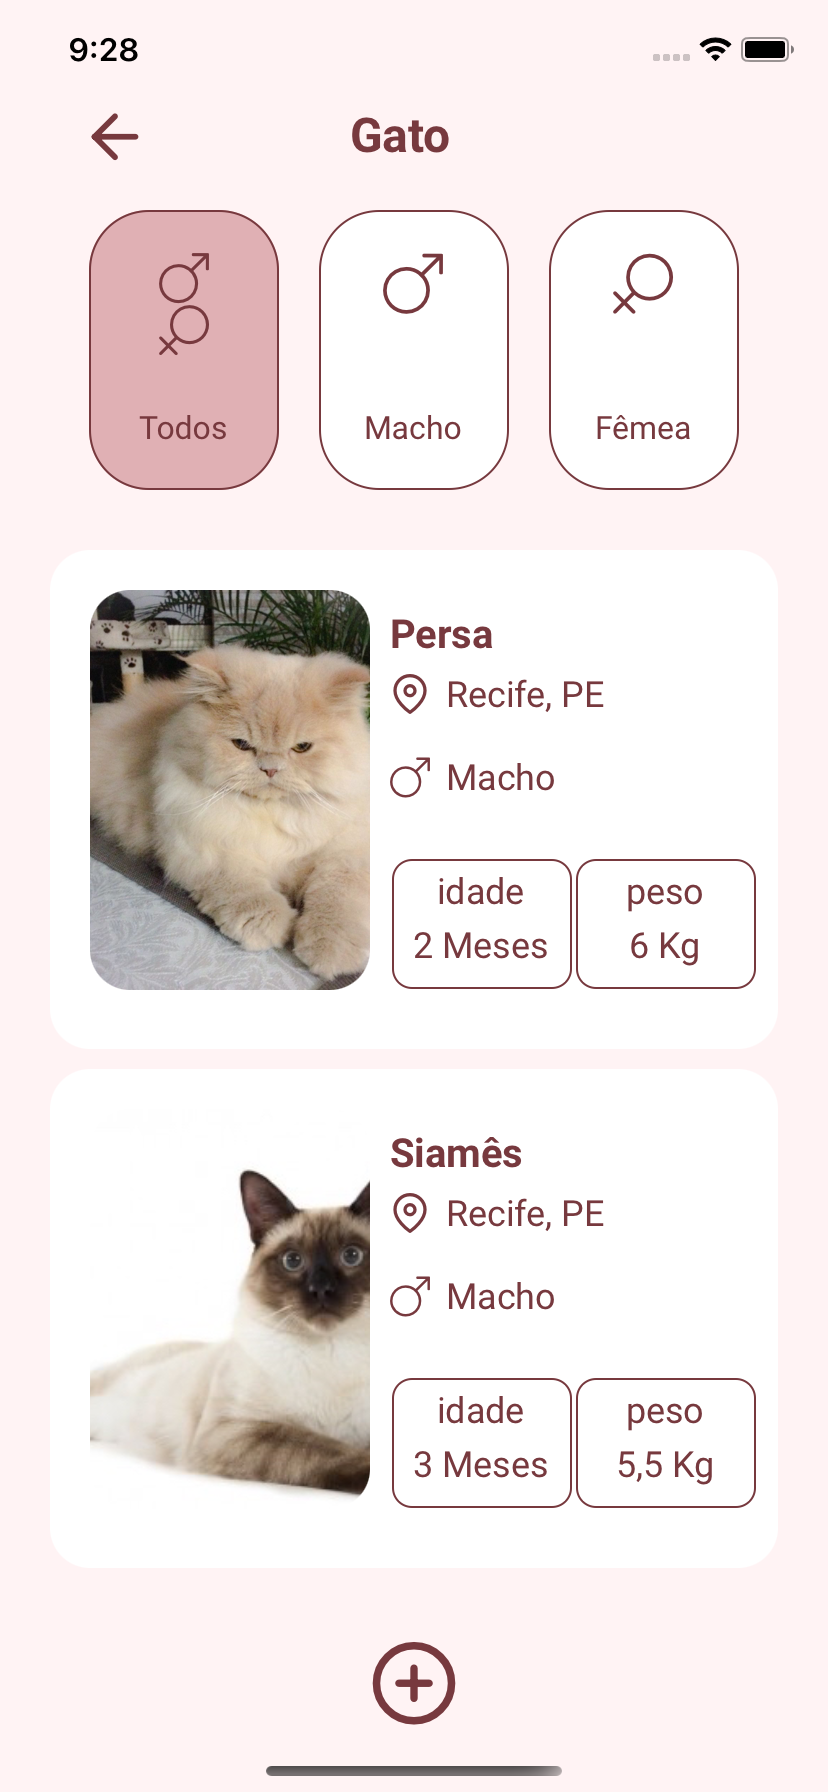 9:28
Gato
Todos
Macho
Fêmea
Persa
Recife, PE
Macho
idade
2 Meses
peso
6 Kg
Siamês
Recife, PE
Macho
idade
3 Meses
peso
5,5 Kg